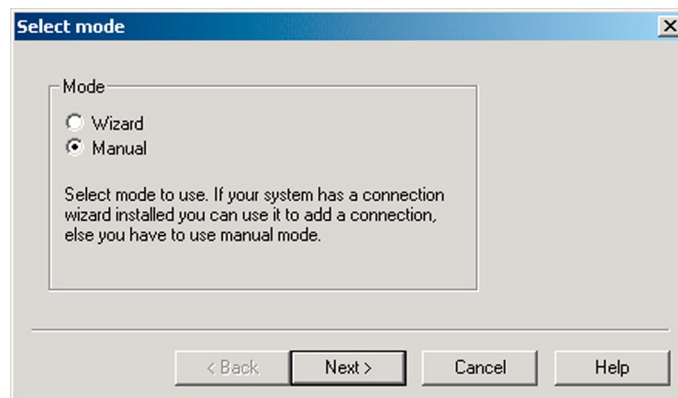 Select mode
Mode
Wizard
Manual
Select mode to use. If your system has a connection
wizard installed you can use it to add a connection,
else you have to use manual mode.
< Back
Next >
Cancel
Help